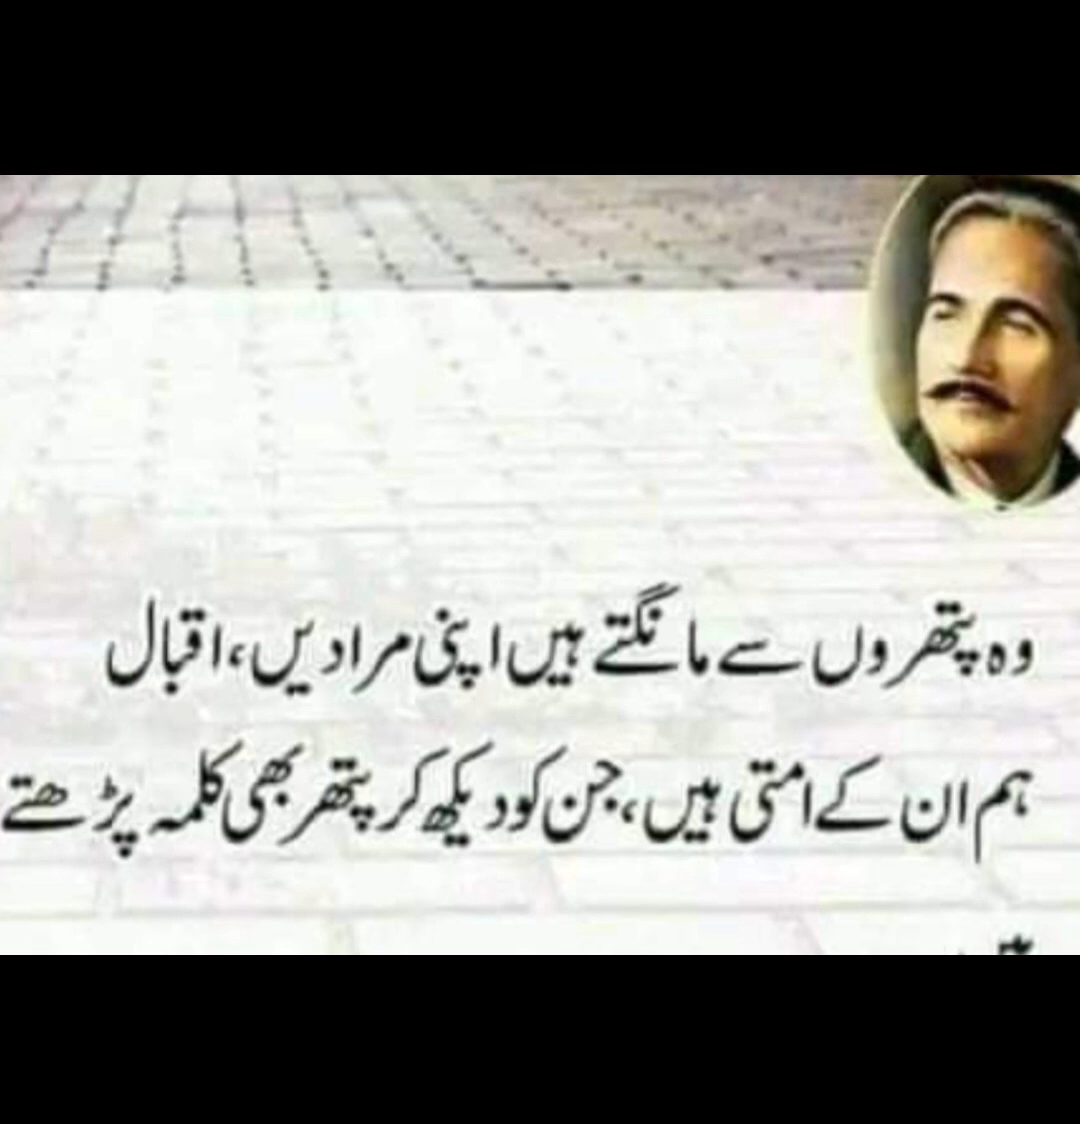 وہ پتھروں سے مانگتے ہیں اپنی مرادیں، اقبال
ہم ان کے امتی ہیں، جن کو دیکھ کر پتھر بھی کلمہ پڑھتے